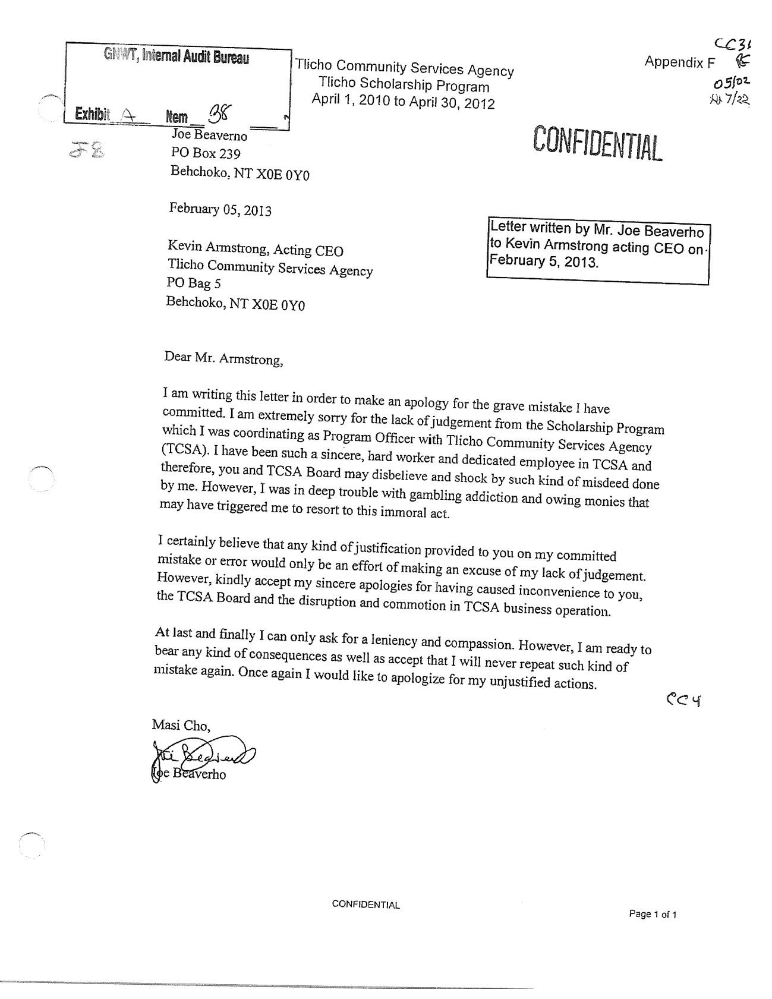 GNWT, Internal Audit Bureau
Exhibit A Item 38
Tlicho Community Services Agency
Tlicho Scholarship Program
April 1, 2010 to April 30, 2012
CC31
Appendix F
05/02
7/22
J8
CONFIDENTIAL
Joe Beaverno
PO Box 239
Behchoko, NT X0E 0Y0
February 05, 2013
Letter written by Mr. Joe Beaverho
to Kevin Armstrong acting CEO on
February 5, 2013.
Kevin Armstrong, Acting CEO
Tlicho Community Services Agency
PO Bag 5
Behchoko, NT X0E 0Y0
Dear Mr. Armstrong,
I am writing this letter in order to make an apology for the grave mistake I have
committed. I am extremely sorry for the lack of judgement from the Scholarship Program
which I was coordinating as Program Officer with Tlicho Community Services Agency
(TCSA). I have been such a sincere, hard worker and dedicated employee in TCSA and
therefore, you and TCSA Board may disbelieve and shock by such kind of misdeed done
by me. However, I was in deep trouble with gambling addiction and owing monies that
may have triggered me to resort to this immoral act.
I certainly believe that any kind of justification provided to you on my committed
mistake or error would only be an effort of making an excuse of my lack of judgement.
However, kindly accept my sincere apologies for having caused inconvenience to you,
the TCSA Board and the disruption and commotion in TCSA business operation.
At last and finally I can only ask for a leniency and compassion. However, I am ready to
bear any kind of consequences as well as accept that I will never repeat such kind of
mistake again. Once again I would like to apologize for my unjustified actions.
CC4
Masi Cho,
Joe Beaverho
Joe Beaverho
CONFIDENTIAL
Page 1 of 1